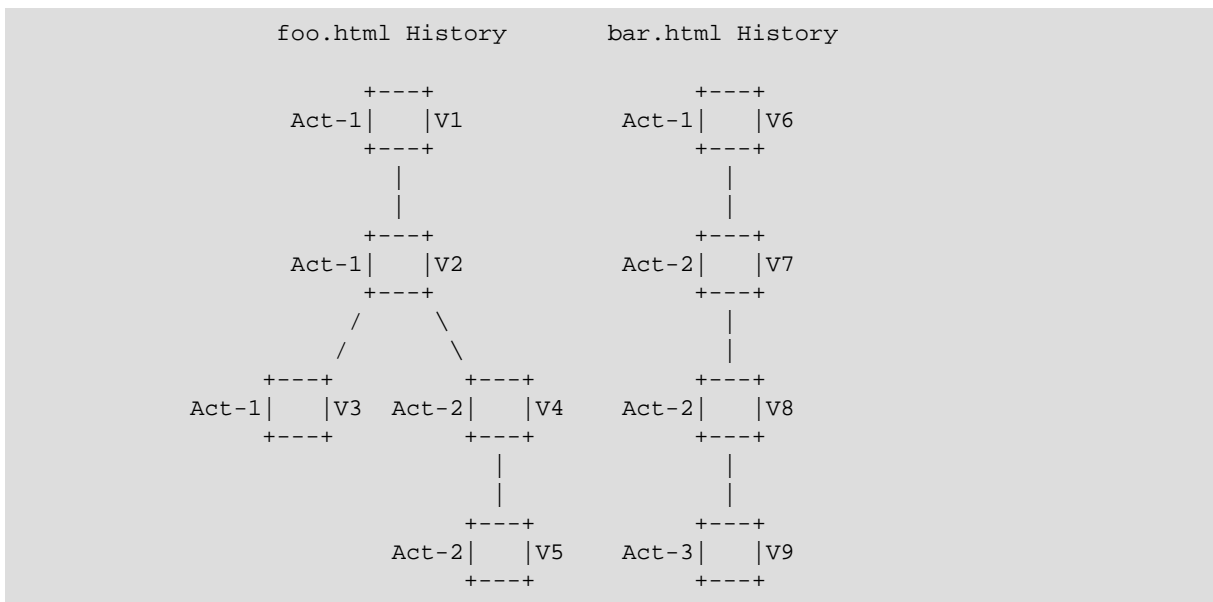 foo.html History       bar.html History
      +---+                   +---+
 Act-1|   |V1            Act-1|   |V6
      +---+                   +---+
        |                       |
        |                       |
      +---+                   +---+
 Act-1|   |V2            Act-2|   |V7
      +---+                   +---+
     /     \                    |
    /       \                   |
+---+         +---+           +---+
Act-1|   |V3  Act-2|   |V4    Act-2|   |V8
+---+         +---+           +---+
                |               |
                |               |
              +---+           +---+
         Act-2|   |V5    Act-3|   |V9
              +---+           +---+